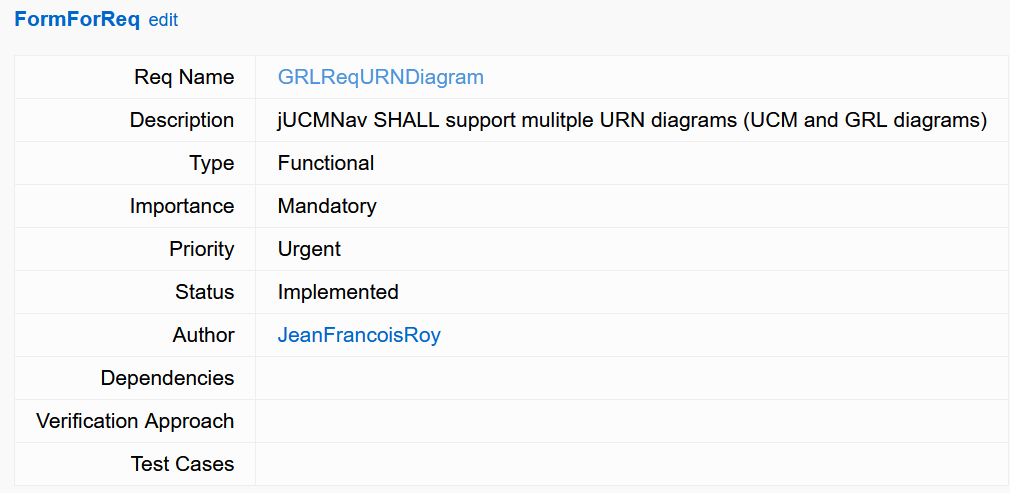 FormForReq edit
Req Name GRLReqURNDiagram
Description jUCMNav SHALL support mulitple URN diagrams (UCM and GRL diagrams)
Type Functional
Importance Mandatory
Priority Urgent
Status Implemented
Author JeanFrancoisRoy
Dependencies
Verification Approach
Test Cases